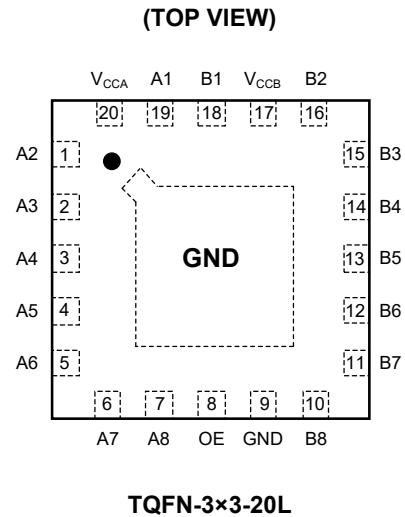 (TOP VIEW)
VCCA A1 B1 VCCB B2
20 19 18 17 16
A2 1 15 B3
A3 2 14 B4
GND
A4 3 13 B5
A5 4 12 B6
A6 5 11 B7
6 7 8 9 10
A7 A8 OE GND B8
TQFN-3×3-20L